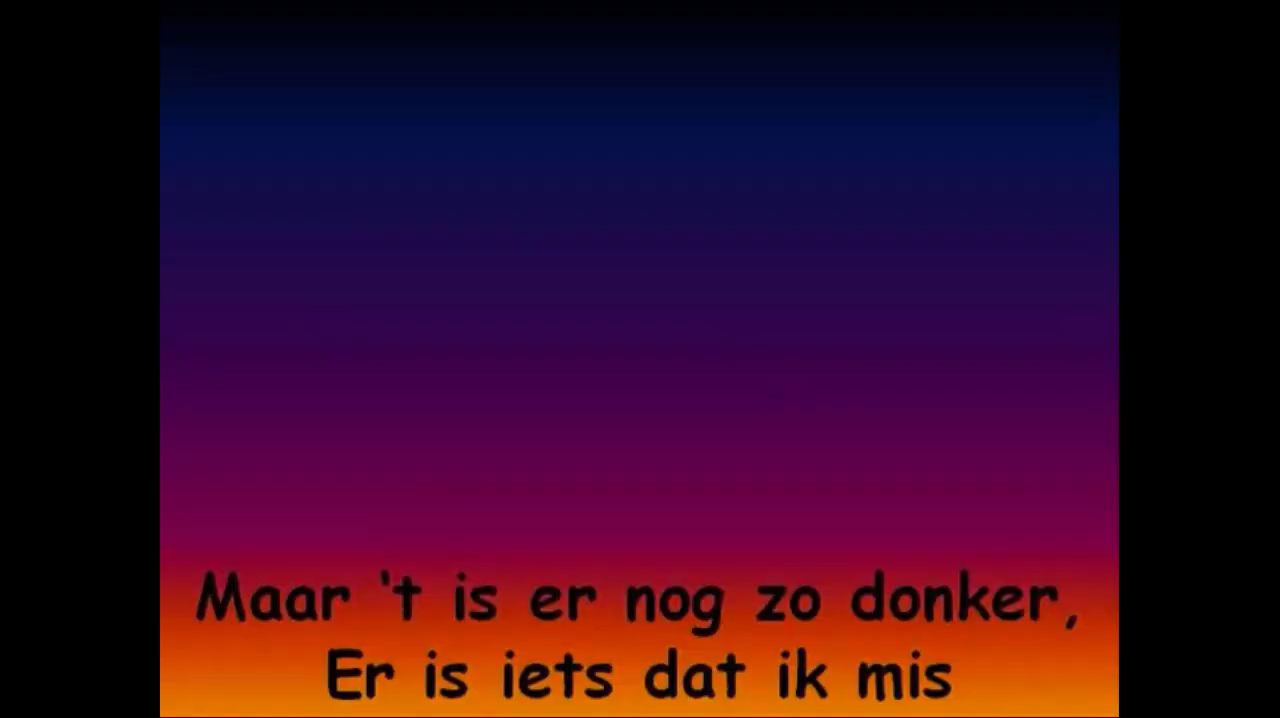 Maar 't is er nog zo donker,
Er is iets dat ik mis